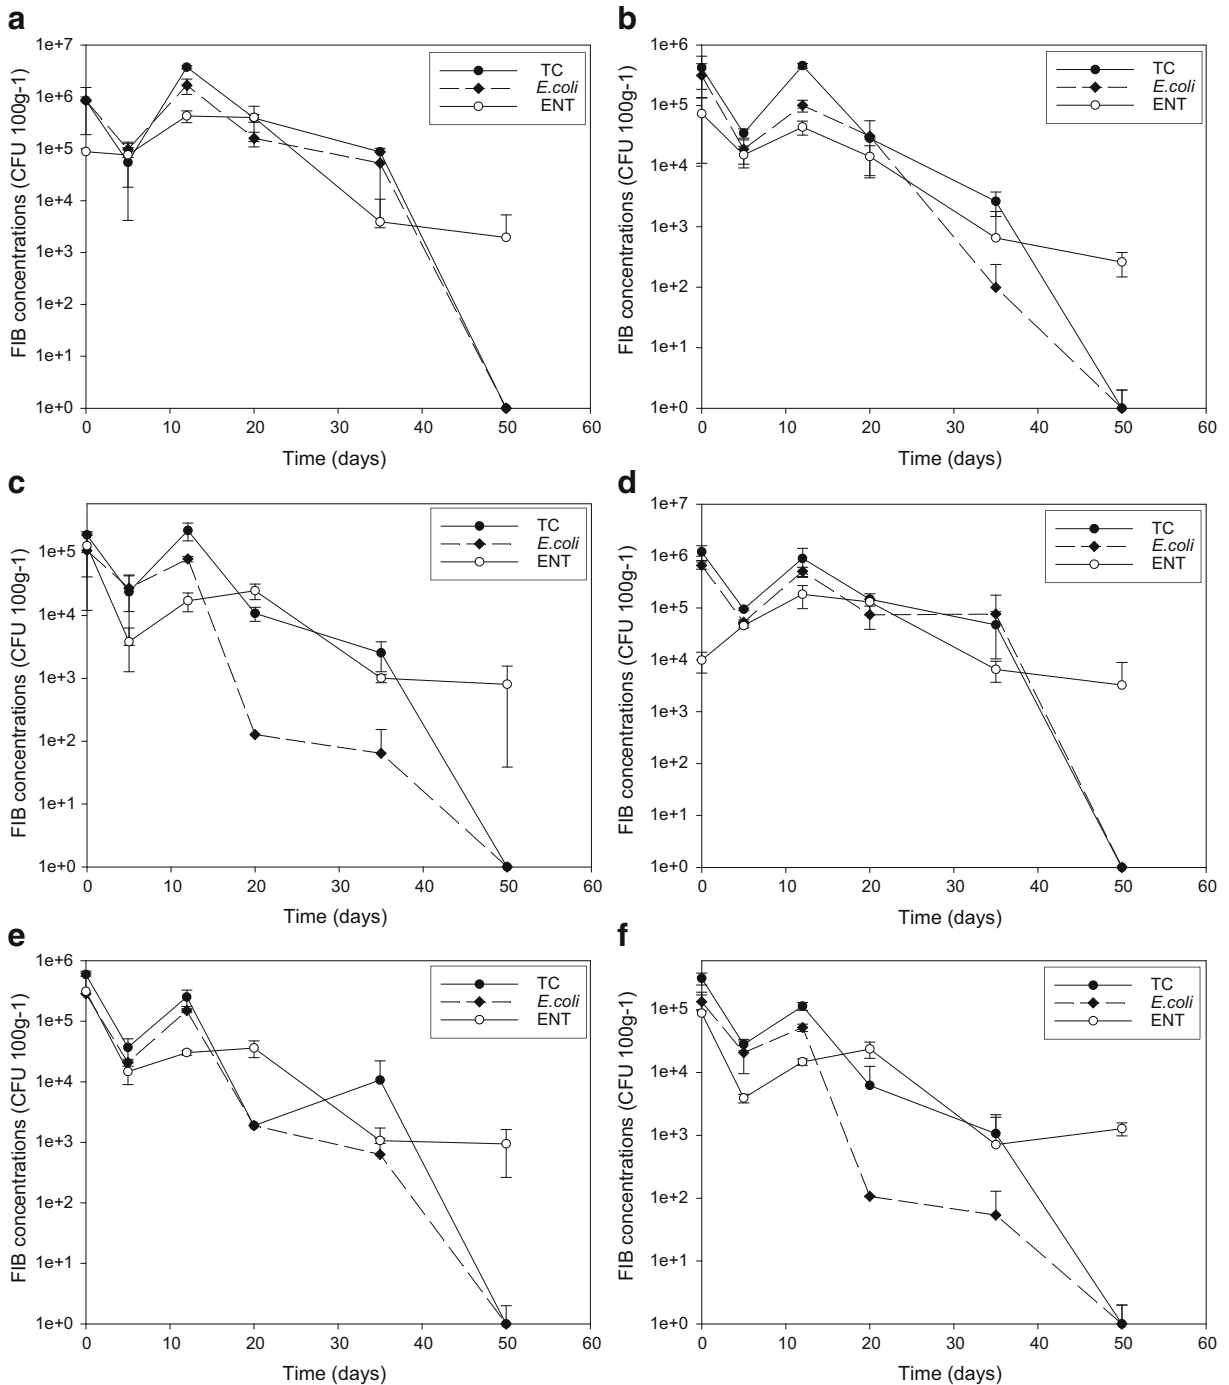 a
1e+7
1e+6
1e+5
1e+4
1e+3
1e+2
1e+1
1e+0
FIB concentrations (CFU 100g-1)
TC
E.coli
ENT
0 10 20 30 40 50 60
Time (days)
b
1e+6
1e+5
1e+4
1e+3
1e+2
1e+1
1e+0
FIB concentrations (CFU 100g-1)
TC
E.coli
ENT
0 10 20 30 40 50 60
Time (days)
c
1e+5
1e+4
1e+3
1e+2
1e+1
1e+0
FIB concentrations (CFU 100g-1)
TC
E.coli
ENT
0 10 20 30 40 50 60
Time (days)
d
1e+7
1e+6
1e+5
1e+4
1e+3
1e+2
1e+1
1e+0
FIB concentrations (CFU 100g-1)
TC
E.coli
ENT
0 10 20 30 40 50 60
Time (days)
e
1e+6
1e+5
1e+4
1e+3
1e+2
1e+1
1e+0
FIB concentrations (CFU 100g-1)
TC
E.coli
ENT
0 10 20 30 40 50 60
Time (days)
f
1e+5
1e+4
1e+3
1e+2
1e+1
1e+0
FIB concentrations (CFU 100g-1)
TC
E.coli
ENT
0 10 20 30 40 50 60
Time (days)